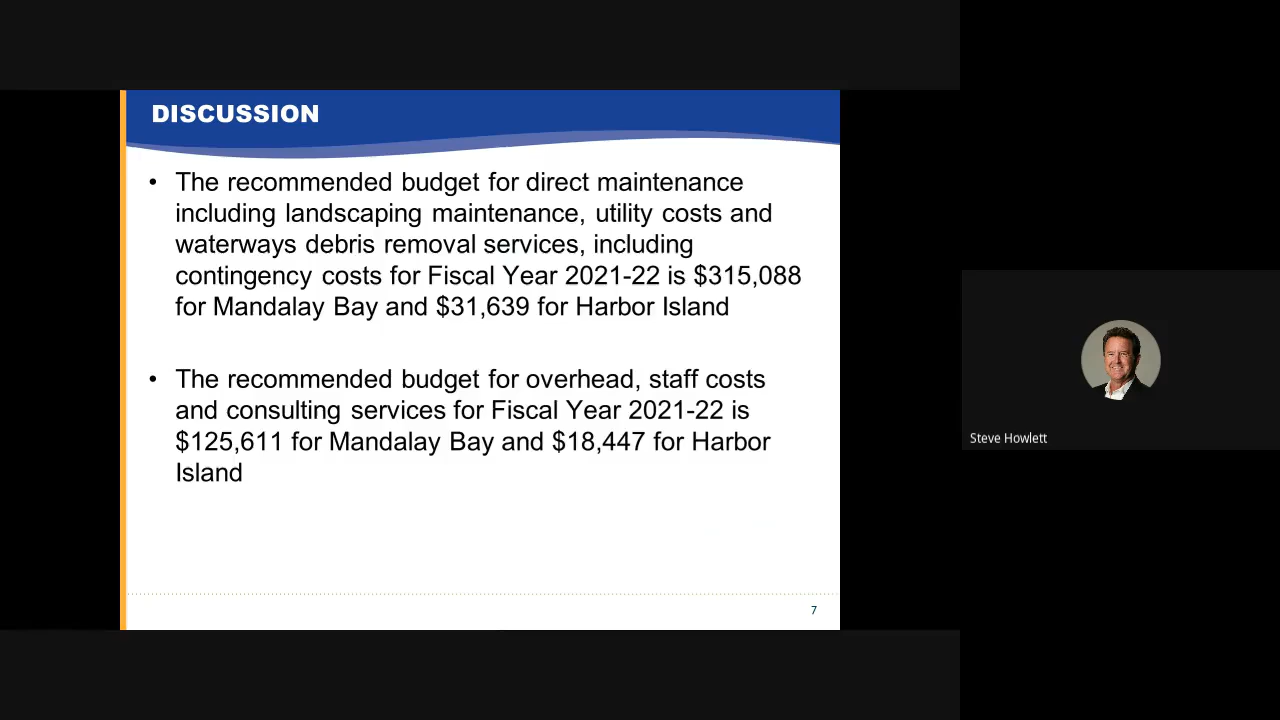 DISCUSSION
• The recommended budget for direct maintenance
including landscaping maintenance, utility costs and
waterways debris removal services, including
contingency costs for Fiscal Year 2021-22 is $315,088
for Mandalay Bay and $31,639 for Harbor Island
• The recommended budget for overhead, staff costs
and consulting services for Fiscal Year 2021-22 is
$125,611 for Mandalay Bay and $18,447 for Harbor
Island
7
Steve Howlett